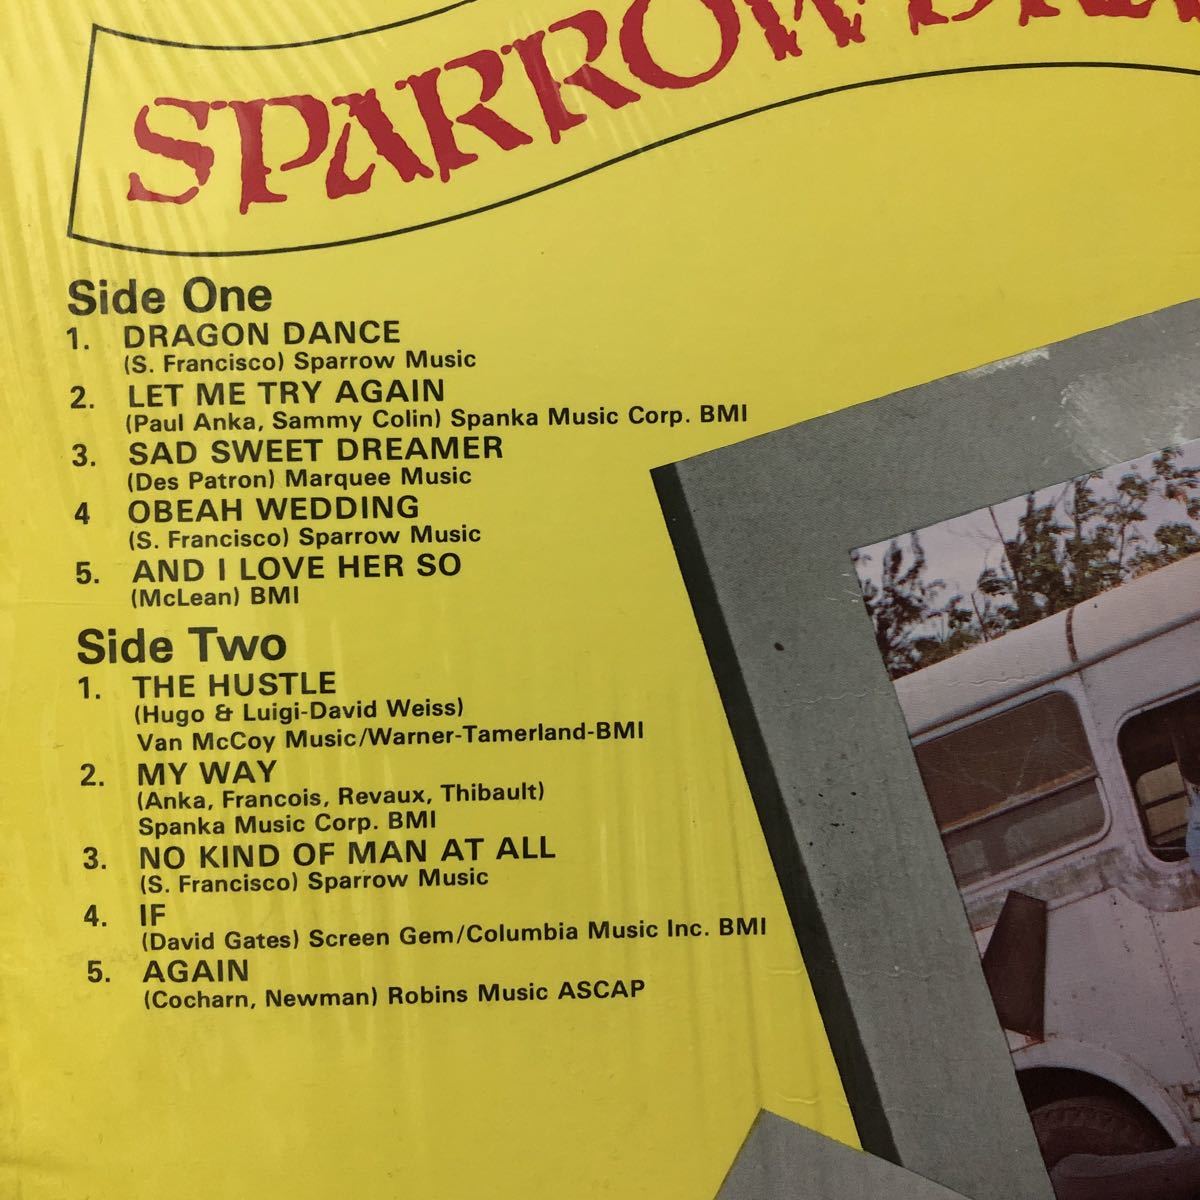 SPARROW
Side One
1. DRAGON DANCE
(S. Francisco) Sparrow Music
2. LET ME TRY AGAIN
(Paul Anka, Sammy Colin) Spanka Music Corp. BMI
3. SAD SWEET DREAMER
(Des Patron) Marquee Music
4 OBEAH WEDDING
(S. Francisco) Sparrow Music
5. AND I LOVE HER SO
(McLean) BMI
Side Two
1. THE HUSTLE
(Hugo & Luigi-David Weiss)
Van McCoy Music/Warner-Tamerland-BMI
2. MY WAY
(Anka, Francois, Revaux, Thibault)
Spanka Music Corp. BMI
3. NO KIND OF MAN AT ALL
(S. Francisco) Sparrow Music
4. IF
(David Gates) Screen Gem/Columbia Music Inc. BMI
5. AGAIN
(Cocharn, Newman) Robins Music ASCAP